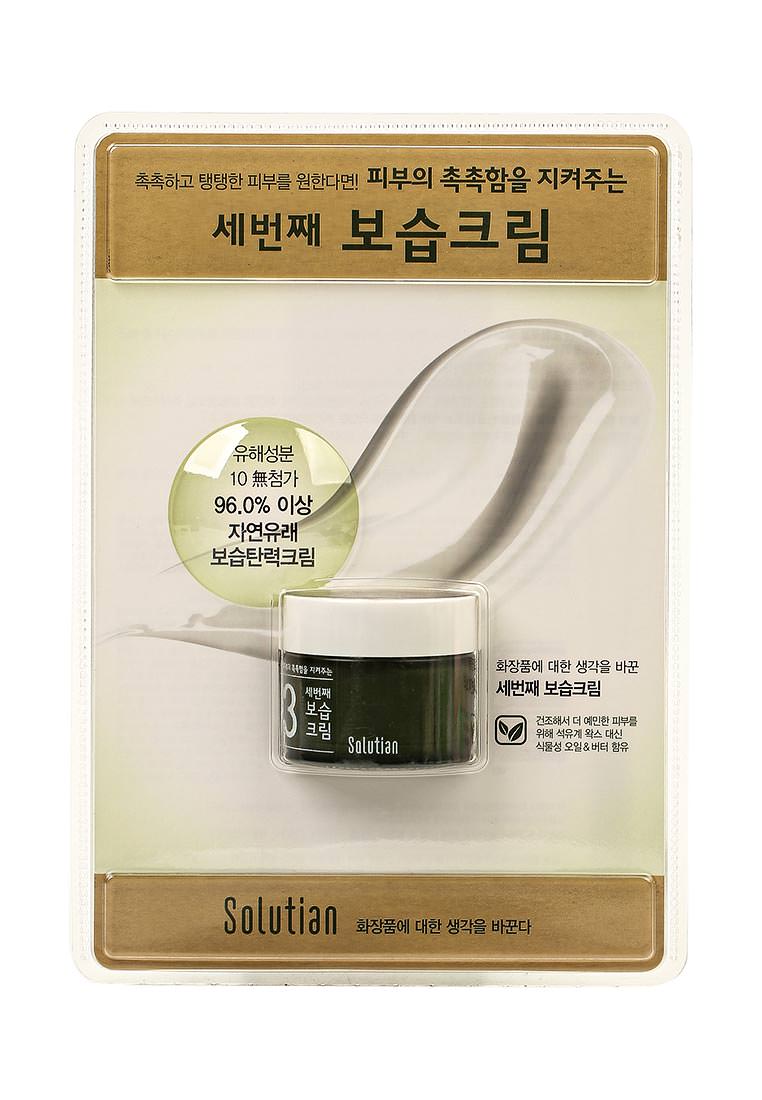 촉촉하고 탱탱한 피부를 원한다면! 피부의 촉촉함을 지켜주는
세번째 보습크림
유해성분
10 無첨가
96.0% 이상
자연유래
보습탄력크림
촉촉함을 지켜주는
3 세번째
보습
크림
Solutian
화장품에 대한 생각을 바꾼
세번째 보습크림
건조해서 더 예민한 피부를
위해 석유계 왁스 대신
식물성 오일 & 버터 함유
Solutian 화장품에 대한 생각을 바꾼다